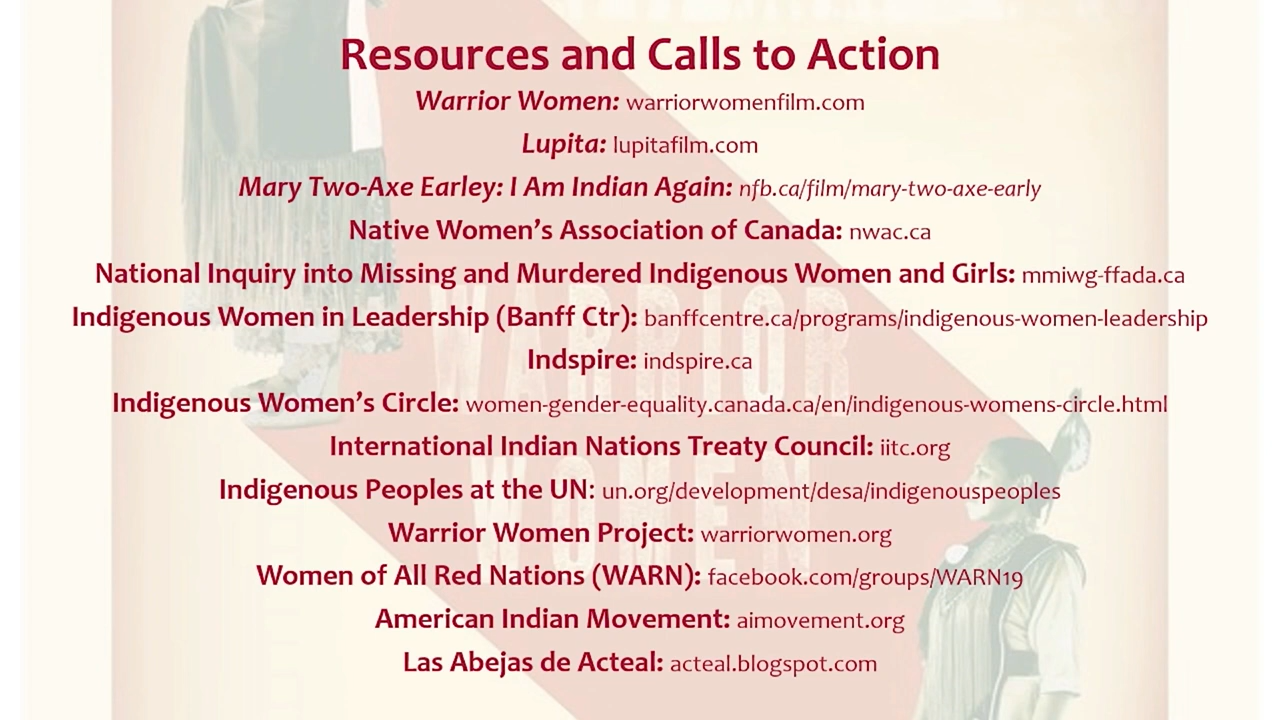 Resources and Calls to Action
Warrior Women: warriorwomenfilm.com
Lupita: lupitafilm.com
Mary Two-Axe Earley: I Am Indian Again: nfb.ca/film/mary-two-axe-early
Native Women’s Association of Canada: nwac.ca
National Inquiry into Missing and Murdered Indigenous Women and Girls: mmiwg-ffada.ca
Indigenous Women in Leadership (Banff Ctr): banffcentre.ca/programs/indigenous-women-leadership
Indspire: indspire.ca
Indigenous Women’s Circle: women-gender-equality.canada.ca/en/indigenous-womens-circle.html
International Indian Nations Treaty Council: iitc.org
Indigenous Peoples at the UN: un.org/development/desa/indigenouspeoples
Warrior Women Project: warriorwomen.org
Women of All Red Nations (WARN): facebook.com/groups/WARN19
American Indian Movement: aimovement.org
Las Abejas de Acteal: acteal.blogspot.com
WARRIOR
WOMEN